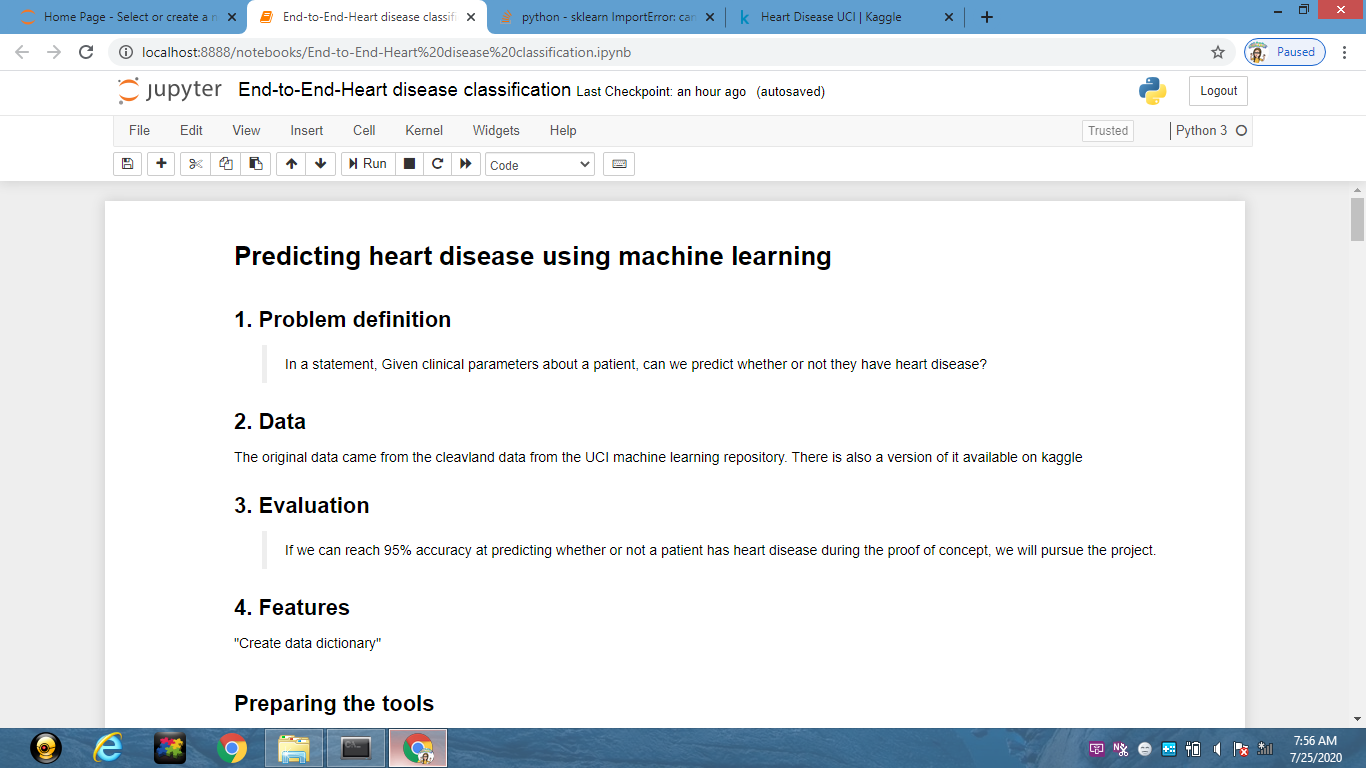 Home Page - Select or create a n
End-to-End-Heart disease classifi
python - sklearn ImportError: can
Heart Disease UCI | Kaggle
localhost:8888/notebooks/End-to-End-Heart%20disease%20classification.ipynb
Paused
jupyter End-to-End-Heart disease classification Last Checkpoint: an hour ago (autosaved)
Logout
File Edit View Insert Cell Kernel Widgets Help
Trusted
Python 3
Run
Code
Predicting heart disease using machine learning
1. Problem definition
In a statement, Given clinical parameters about a patient, can we predict whether or not they have heart disease?
2. Data
The original data came from the cleavland data from the UCI machine learning repository. There is also a version of it available on kaggle
3. Evaluation
If we can reach 95% accuracy at predicting whether or not a patient has heart disease during the proof of concept, we will pursue the project.
4. Features
"Create data dictionary"
Preparing the tools
7:56 AM
7/25/2020